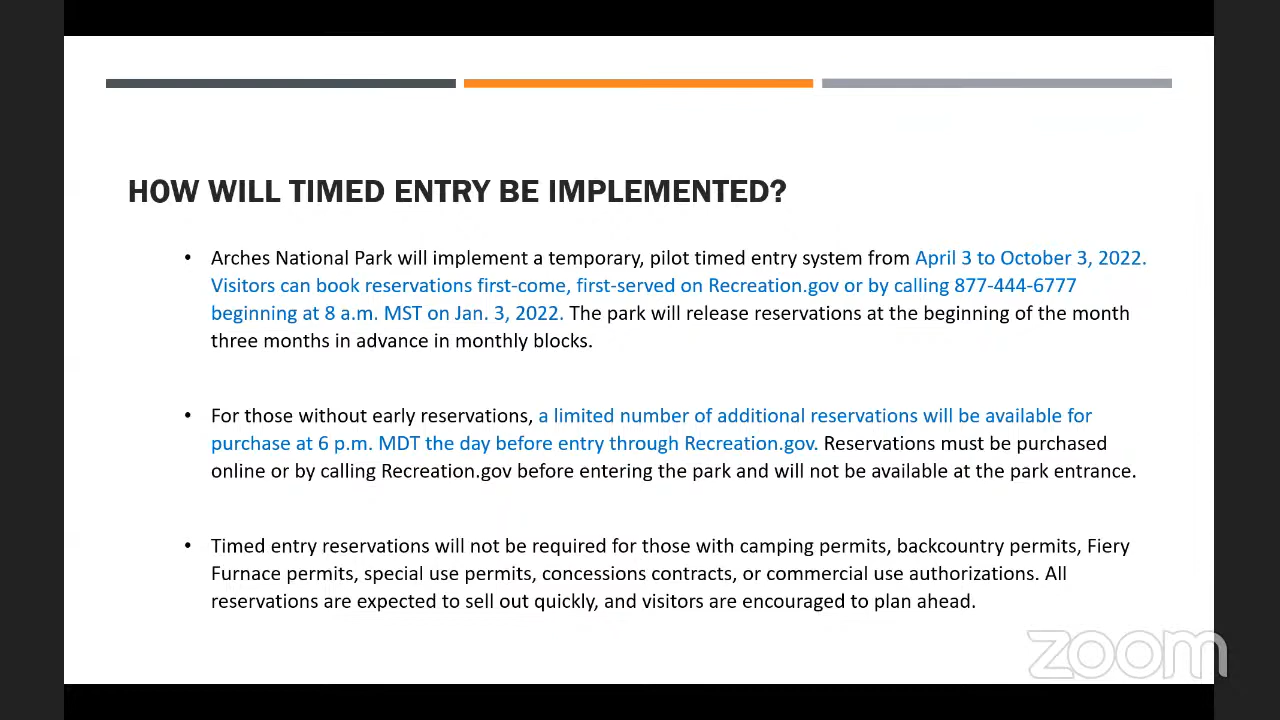 HOW WILL TIMED ENTRY BE IMPLEMENTED?
• Arches National Park will implement a temporary, pilot timed entry system from April 3 to October 3, 2022.
Visitors can book reservations first-come, first-served on Recreation.gov or by calling 877-444-6777
beginning at 8 a.m. MST on Jan. 3, 2022. The park will release reservations at the beginning of the month
three months in advance in monthly blocks.
• For those without early reservations, a limited number of additional reservations will be available for
purchase at 6 p.m. MDT the day before entry through Recreation.gov. Reservations must be purchased
online or by calling Recreation.gov before entering the park and will not be available at the park entrance.
• Timed entry reservations will not be required for those with camping permits, backcountry permits, Fiery
Furnace permits, special use permits, concessions contracts, or commercial use authorizations. All
reservations are expected to sell out quickly, and visitors are encouraged to plan ahead.
zoom